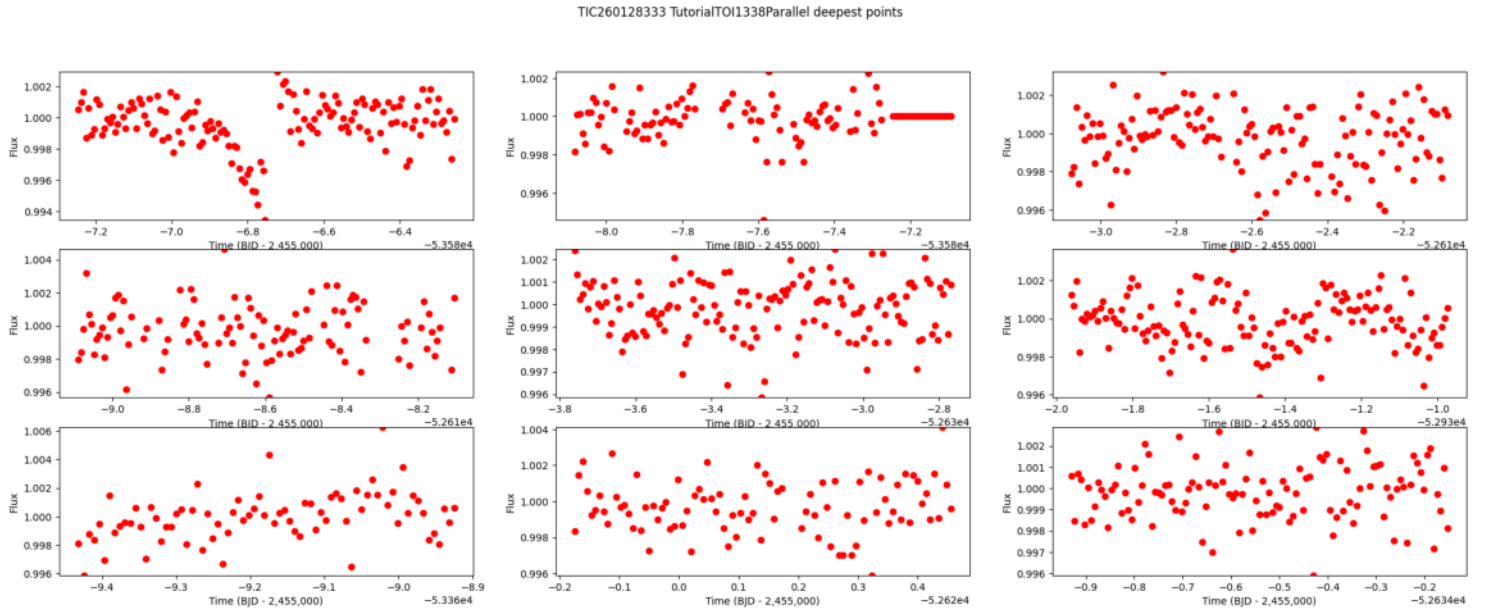 TIC260128333 TutorialTOI1338Parallel deepest points
1.002
1.000
0.998
0.996
0.994
Flux
−7.2 −7.0 −6.8 −6.6 −6.4
Time (BJD - 2,455,000)
−5.358e4
1.002
1.000
0.998
0.996
Flux
−8.0 −7.8 −7.6 −7.4 −7.2
Time (BJD - 2,455,000)
−5.358e4
1.002
1.000
0.998
0.996
Flux
−3.0 −2.8 −2.6 −2.4 −2.2
Time (BJD - 2,455,000)
−5.261e4
1.004
1.002
1.000
0.998
0.996
Flux
−9.0 −8.8 −8.6 −8.4 −8.2
Time (BJD - 2,455,000)
−5.261e4
1.002
1.001
1.000
0.999
0.998
0.997
0.996
Flux
−3.8 −3.6 −3.4 −3.2 −3.0 −2.8
Time (BJD - 2,455,000)
−5.263e4
1.002
1.000
0.998
0.996
Flux
−2.0 −1.8 −1.6 −1.4 −1.2 −1.0
Time (BJD - 2,455,000)
−5.293e4
1.006
1.004
1.002
1.000
0.998
0.996
Flux
−9.4 −9.3 −9.2 −9.1 −9.0 −8.9
Time (BJD - 2,455,000)
−5.336e4
1.004
1.002
1.000
0.998
0.996
Flux
−0.2 −0.1 0.0 0.1 0.2 0.3 0.4
Time (BJD - 2,455,000)
−5.262e4
1.002
1.001
1.000
0.999
0.998
0.997
0.996
Flux
−0.9 −0.8 −0.7 −0.6 −0.5 −0.4 −0.3 −0.2
Time (BJD - 2,455,000)
−5.2634e4